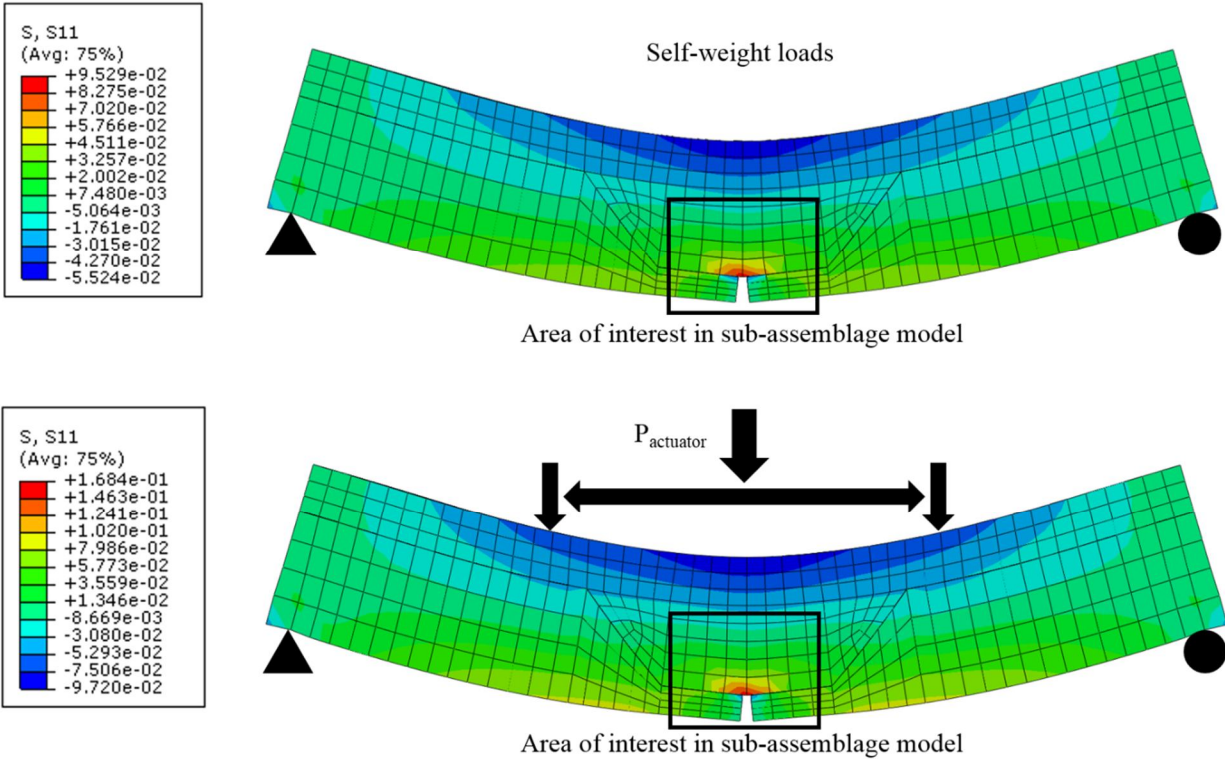 S, S11
(Avg: 75%)
+9.529e-02
+8.275e-02
+7.020e-02
+5.766e-02
+4.511e-02
+3.257e-02
+2.002e-02
+7.480e-03
-5.064e-03
-1.761e-02
-3.015e-02
-4.270e-02
-5.524e-02
Self-weight loads
Area of interest in sub-assemblage model
S, S11
(Avg: 75%)
+1.684e-01
+1.463e-01
+1.241e-01
+1.020e-01
+7.986e-02
+5.773e-02
+3.559e-02
+1.346e-02
-8.669e-03
-3.080e-02
-5.293e-02
-7.506e-02
-9.720e-02
Pactuator
Area of interest in sub-assemblage model